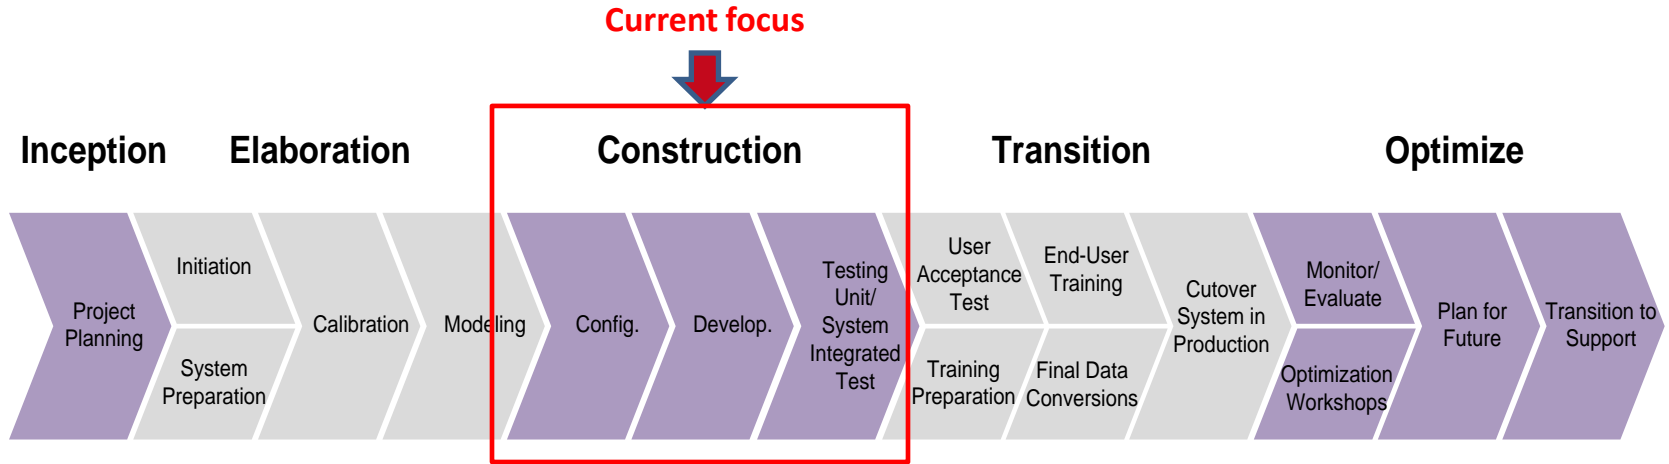 Current focus
Inception
Elaboration
Construction
Transition
Optimize
Project
Planning
Initiation
System
Preparation
Calibration
Modeling
Config.
Develop.
Testing
Unit/
System
Integrated
Test
User
Acceptance
Test
Training
Preparation
End-User
Training
Final Data
Conversions
Cutover
System in
Production
Monitor/
Evaluate
Optimization
Workshops
Plan for
Future
Transition to
Support